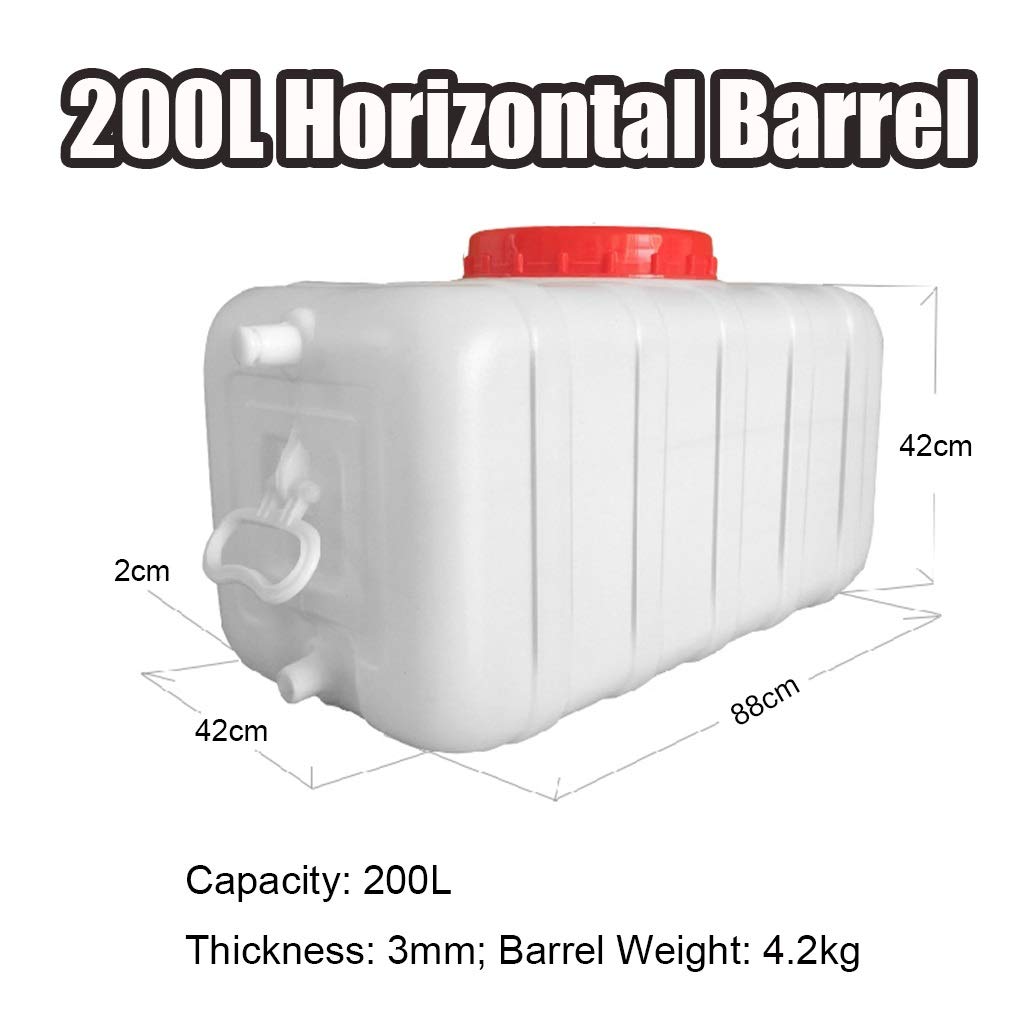 200L Horizontal Barrel
42cm
2cm
88cm
42cm
Capacity: 200L
Thickness: 3mm; Barrel Weight: 4.2kg